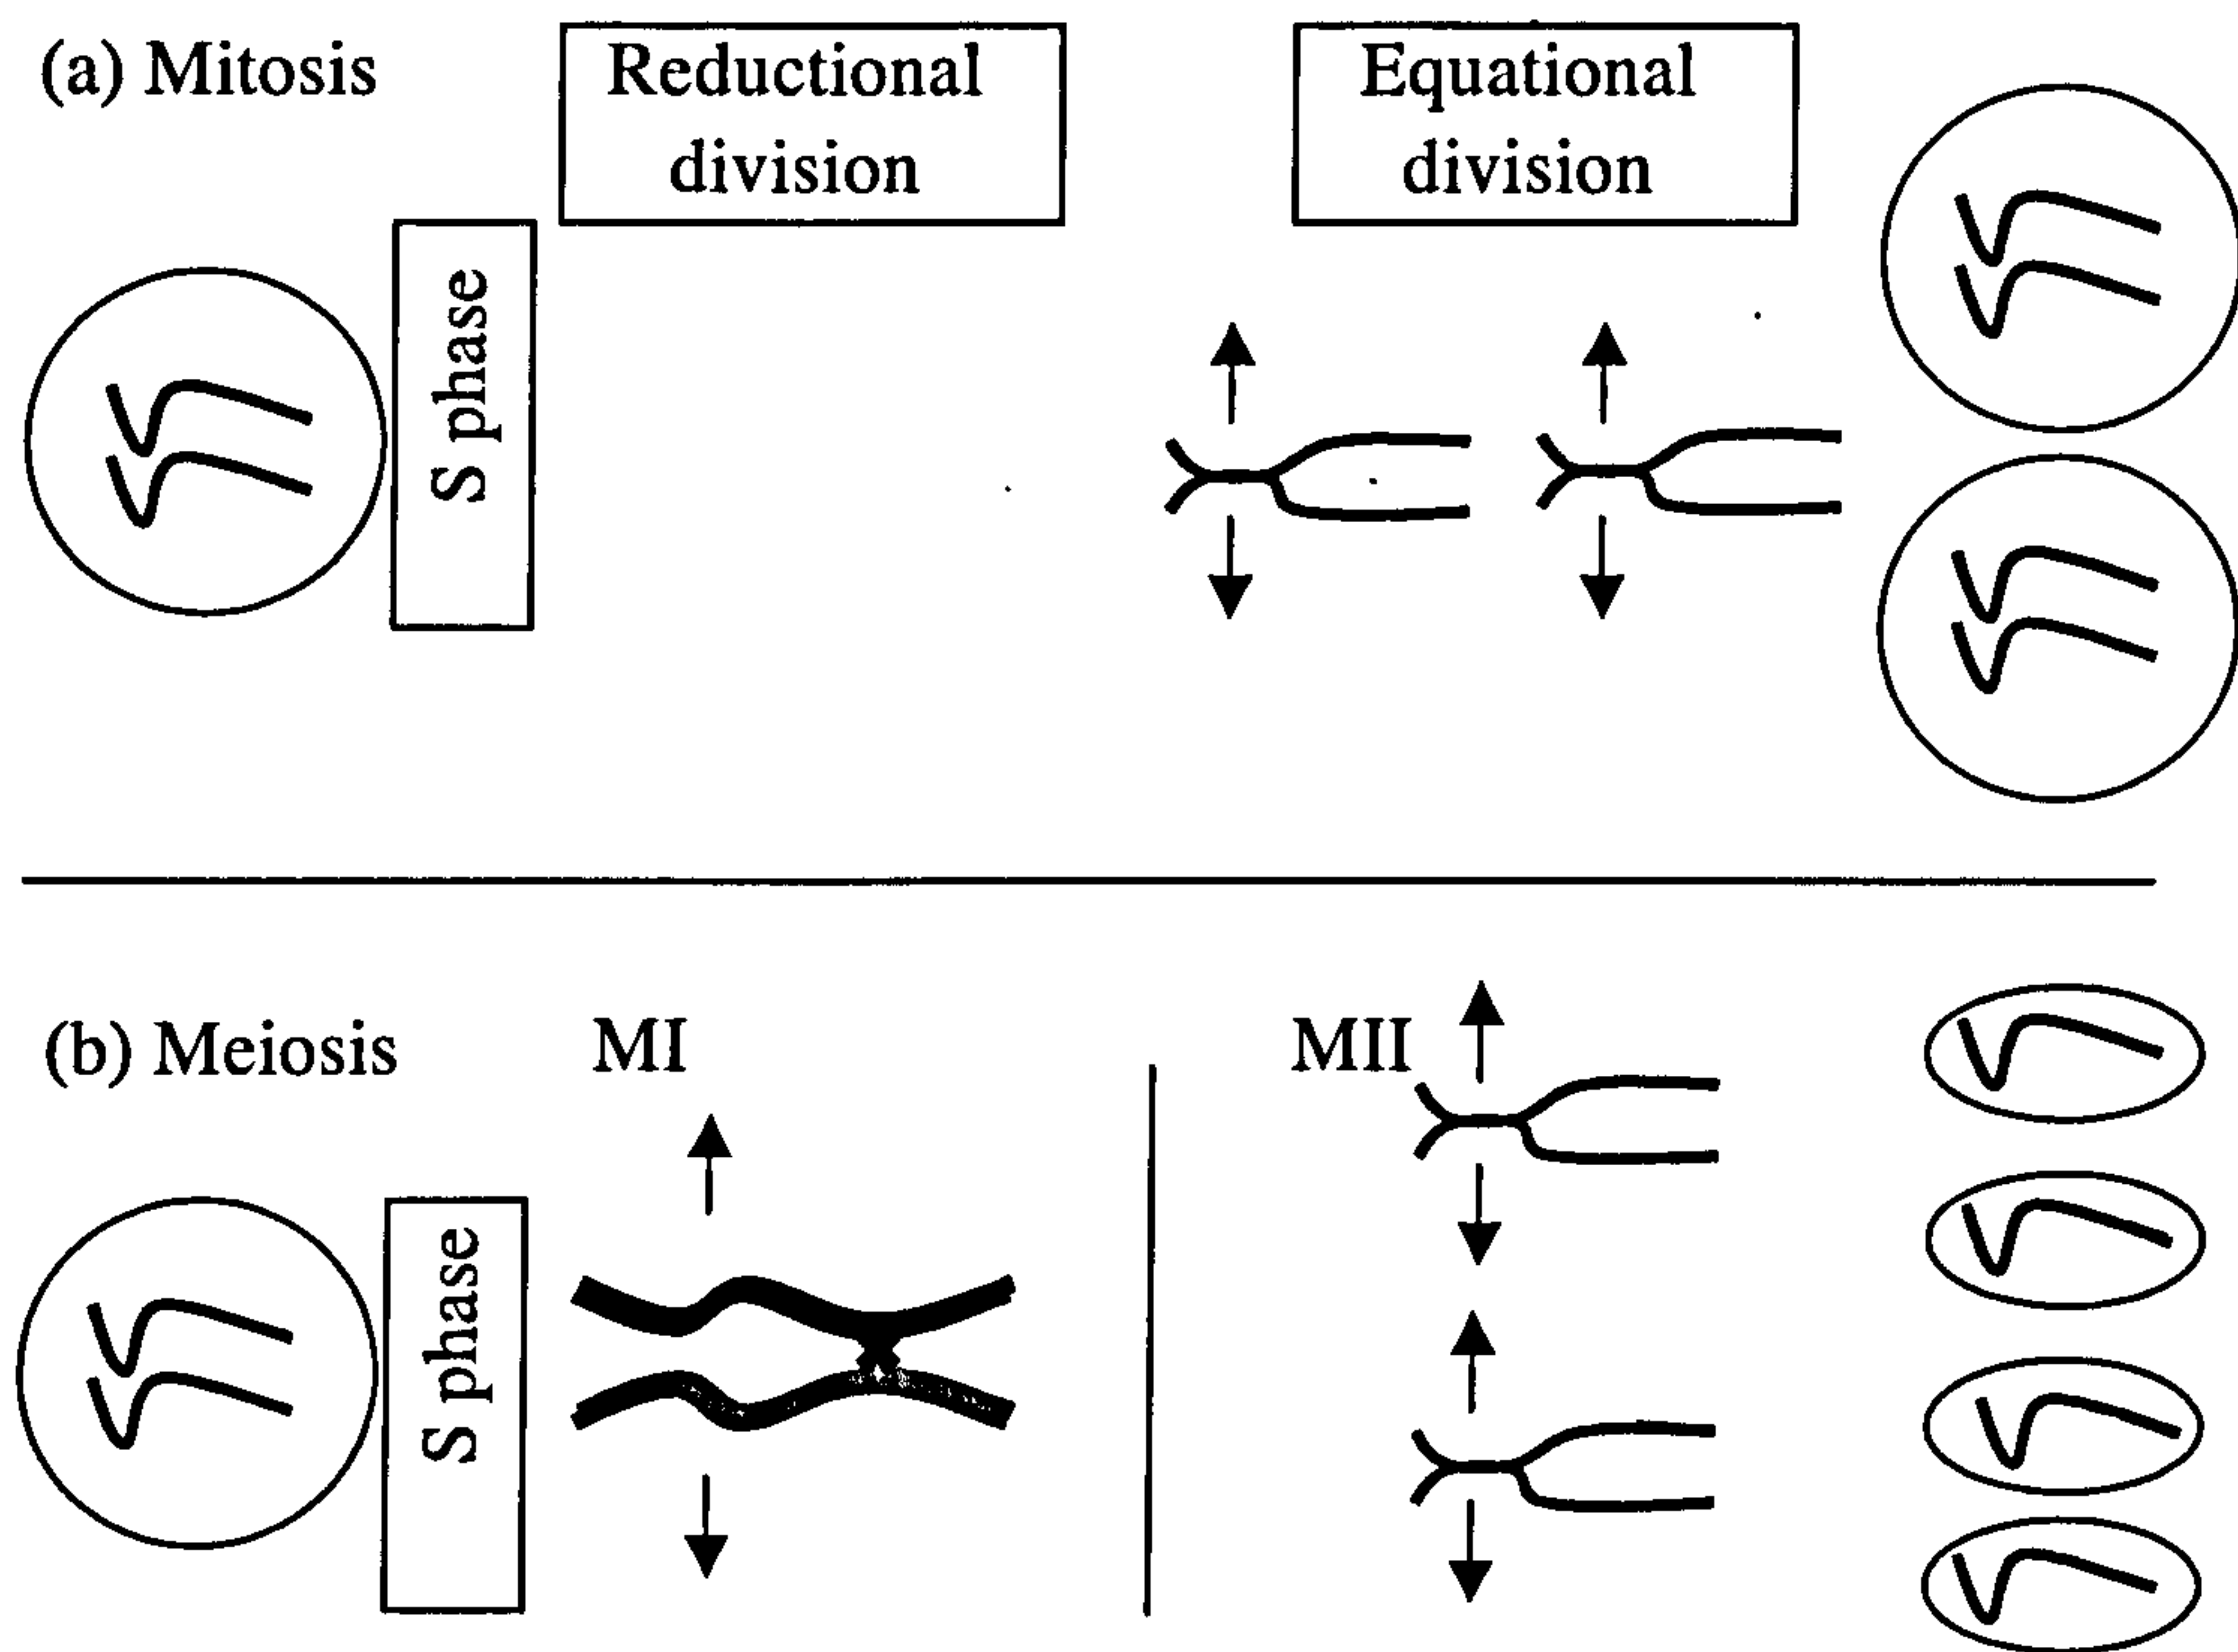 (a) Mitosis
Reductional
division
Equational
division
S phase
(b) Meiosis
MI
MII
S phase